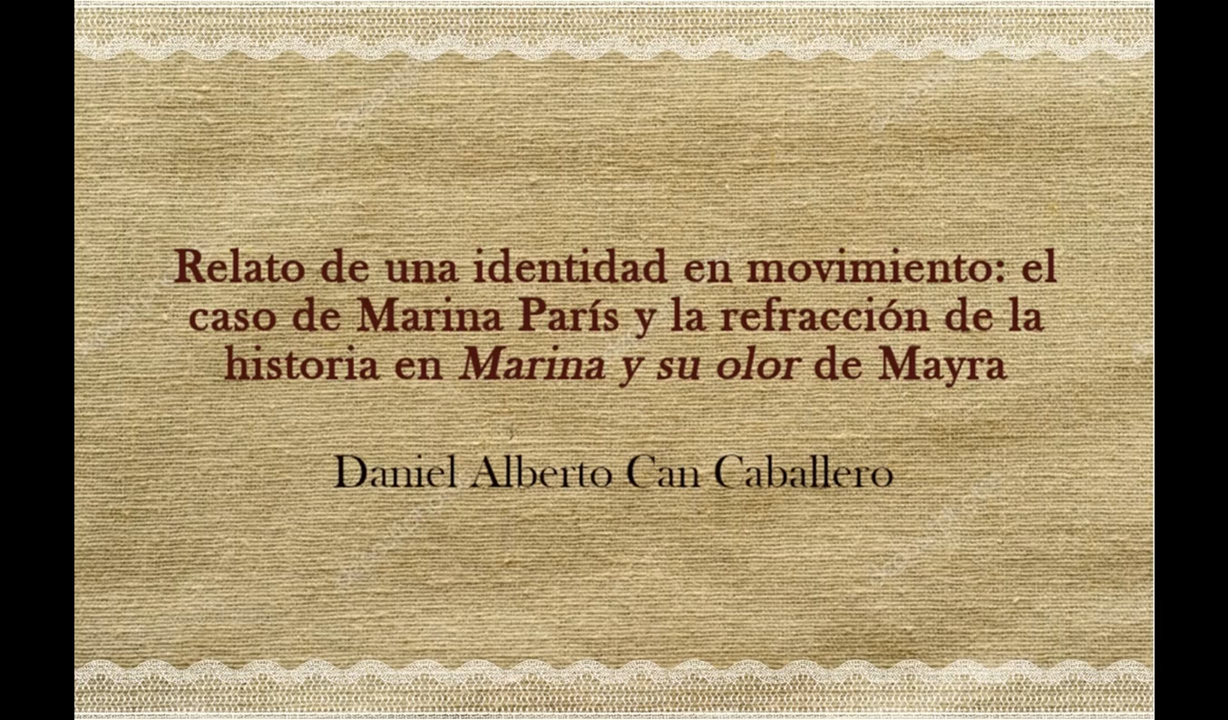 Relato de una identidad en movimiento: el
caso de Marina París y la refracción de la
historia en Marina y su olor de Mayra
Daniel Alberto Can Caballero